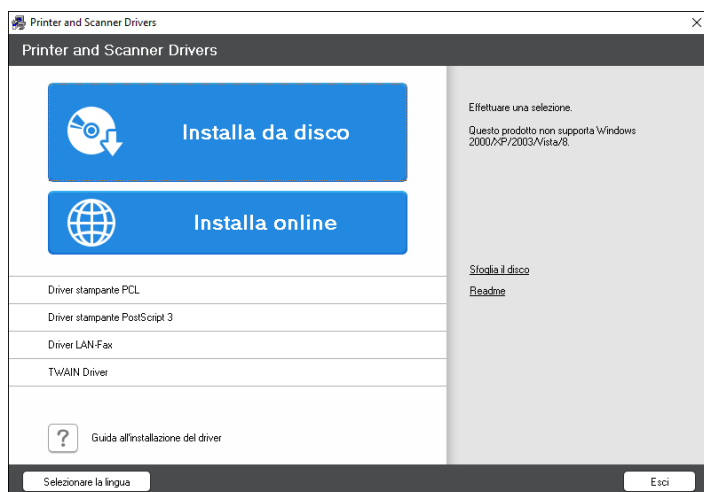 Printer and Scanner Drivers
Printer and Scanner Drivers
Installa da disco
Installa online
Driver stampante PCL
Driver stampante PostScript 3
Driver LAN-Fax
TWAIN Driver
?
Guida all'installazione del driver
Effettuare una selezione.
Questo prodotto non supporta Windows
2000/XP/2003/Vista/8.
Sfoglia il disco
Readme
Selezionare la lingua
Esci